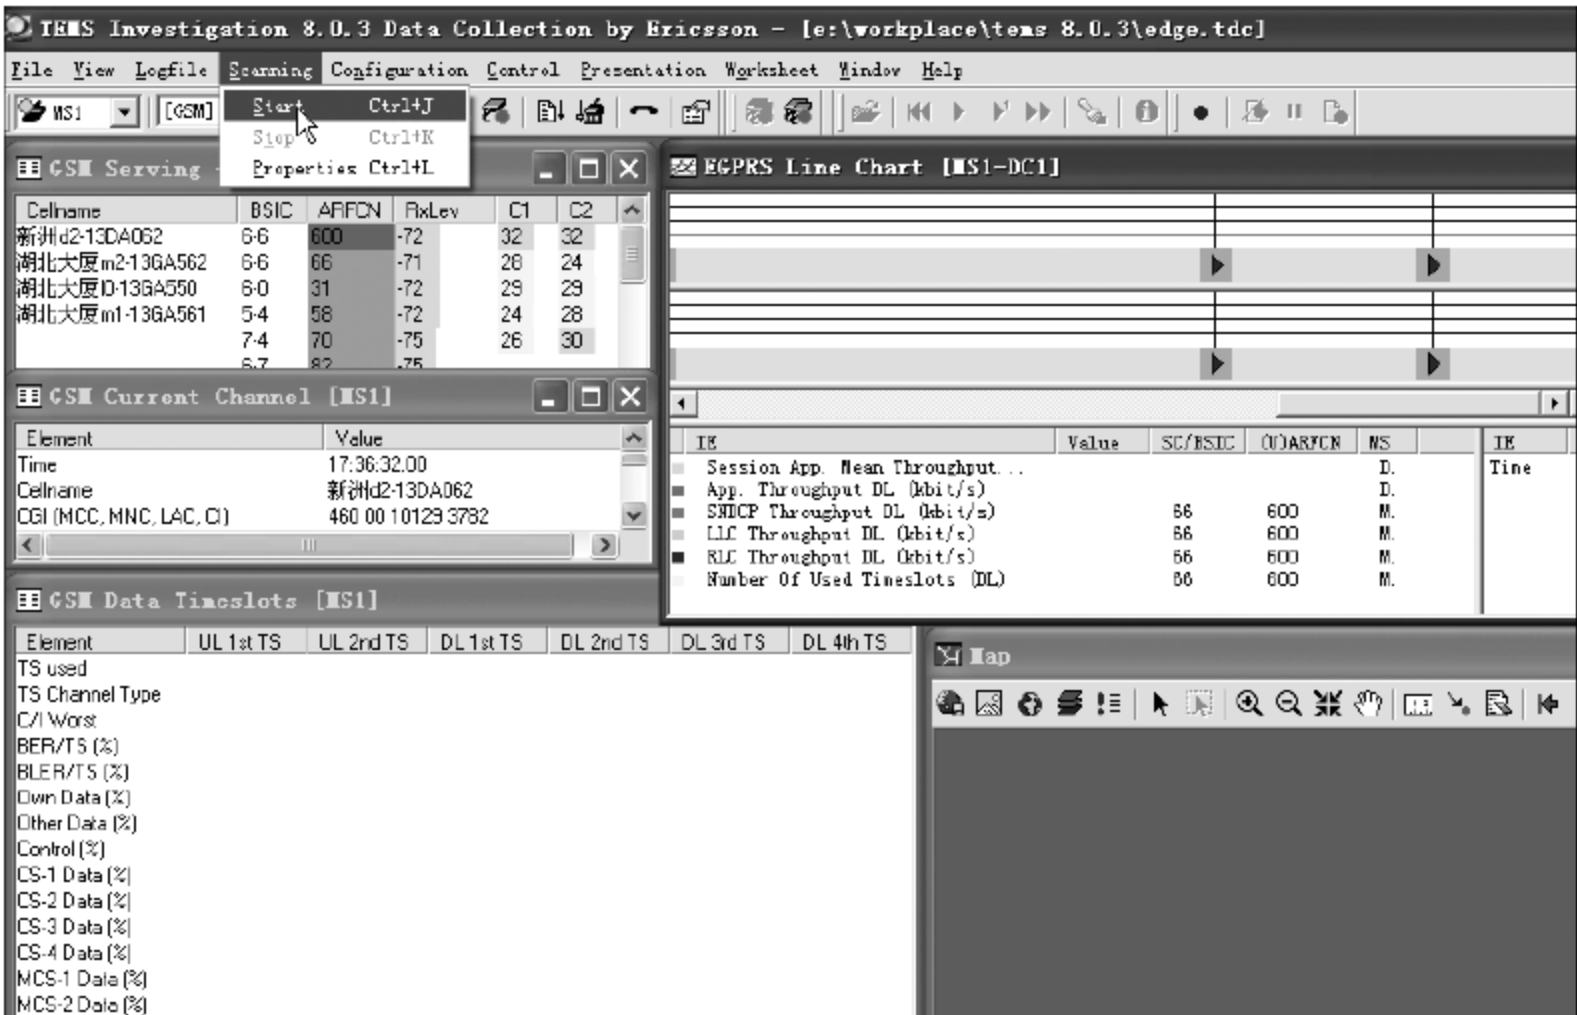 TEMS Investigation 8.0.3 Data Collection by Ericsson - [e:\workplace\tems 8.0.3\edge.tdc]
File View Logfile Scanning Configuration Control Presentation Worksheet Window Help
MS1 [GSM]
Start Ctrl+J
Stop Ctrl+K
Properties Ctrl+L
GSM Serving
Cellname BSIC ARFCN RxLev C1 C2
新洲d2-13DA062 6-6 600 -72 32 32
湖北大厦m2-13GA562 6-6 66 -71 28 24
湖北大厦l0-13GA550 6-0 31 -72 29 29
湖北大厦m1-13GA561 5-4 58 -72 24 28
7-4 70 -75 26 30
6-7 82 -75
GSM Current Channel [MS1]
Element Value
Time 17:36:32.00
Cellname 新洲d2-13DA062
CGI (MCC, MNC, LAC, CI) 460 00 10129 3782
EGPRS Line Chart [MS1-DC1]
IE Value SC/BSIC (U)ARFCN MS IE
Session App. Mean Throughput... D. Time
App. Throughput DL (kbit/s) D.
SNDCP Throughput DL (kbit/s) 66 600 M.
LLC Throughput DL (kbit/s) 66 600 M.
RLC Throughput DL (kbit/s) 66 600 M.
Number Of Used Timeslots (DL) 66 600 M.
GSM Data Timeslots [MS1]
Element UL 1st TS UL 2nd TS DL 1st TS DL 2nd TS DL 3rd TS DL 4th TS
TS used
TS Channel Type
C/I Worst
BER/TS (%)
BLER/TS (%)
Own Data (%)
Other Data (%)
Control (%)
CS-1 Data (%)
CS-2 Data (%)
CS-3 Data (%)
CS-4 Data (%)
MCS-1 Data (%)
MCS-2 Data (%)
Map